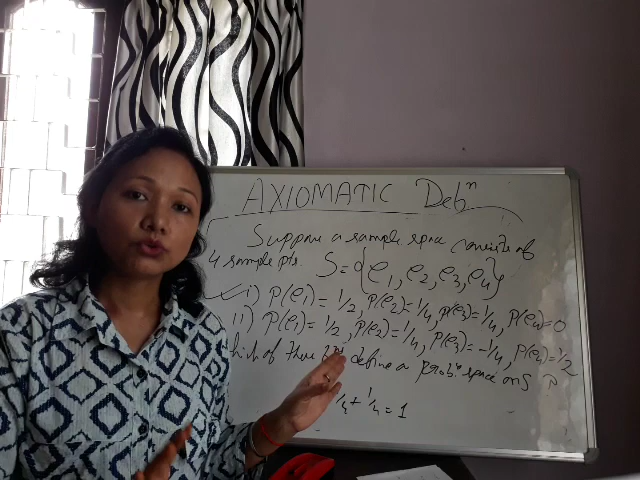 AXIOMATIC Defⁿ
Suppose a sample space consists of
4 sample pts. S = {e₁, e₂, e₃, e₄}
i) P(e₁) = 1/2, P(e₂) = 1/4, P(e₃) = 1/4, P(e₄) = 0
ii) P(e₁) = 1/2, P(e₂) = 1/4, P(e₃) = -1/4, P(e₄) = 1/2
of these define a probⁿ space on S ?
1/4 + 1/4 = 1